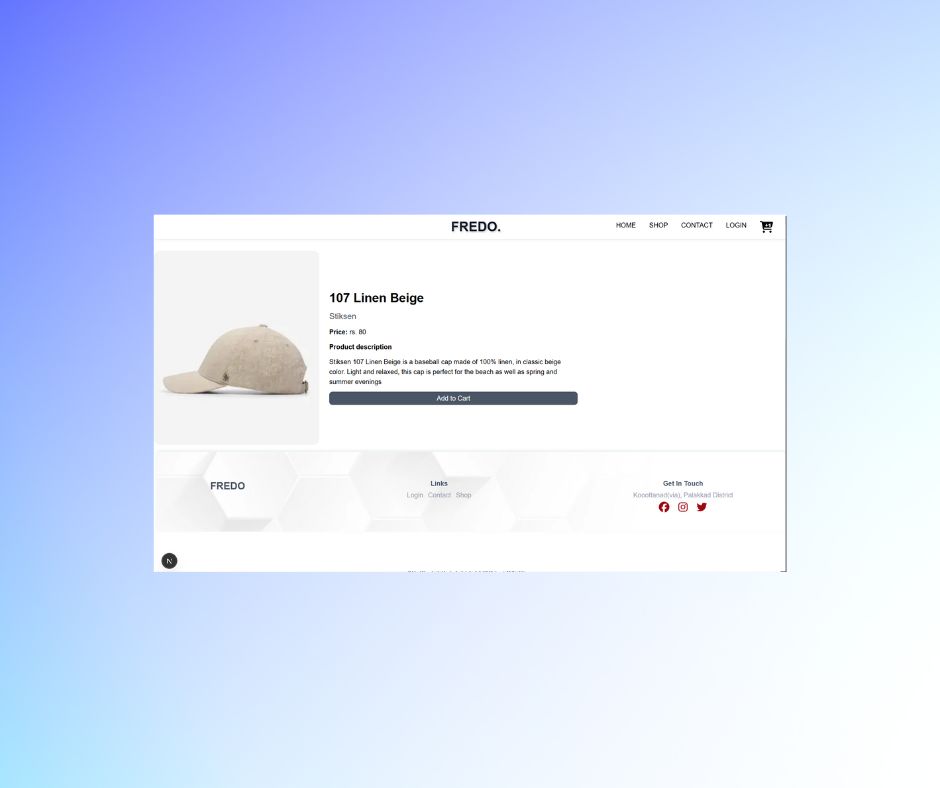 FREDO.
HOME SHOP CONTACT LOGIN
107 Linen Beige
Stiksen
Price: rs 80
Product description
Stiksen 107 Linen Beige is a baseball cap made of 100% linen, in classic beige
color. Light and relaxed, this cap is perfect for the beach as well as spring and
summer evenings
Add to Cart
FREDO
Links
Login Contact Shop
Get In Touch
Palakkad District
N